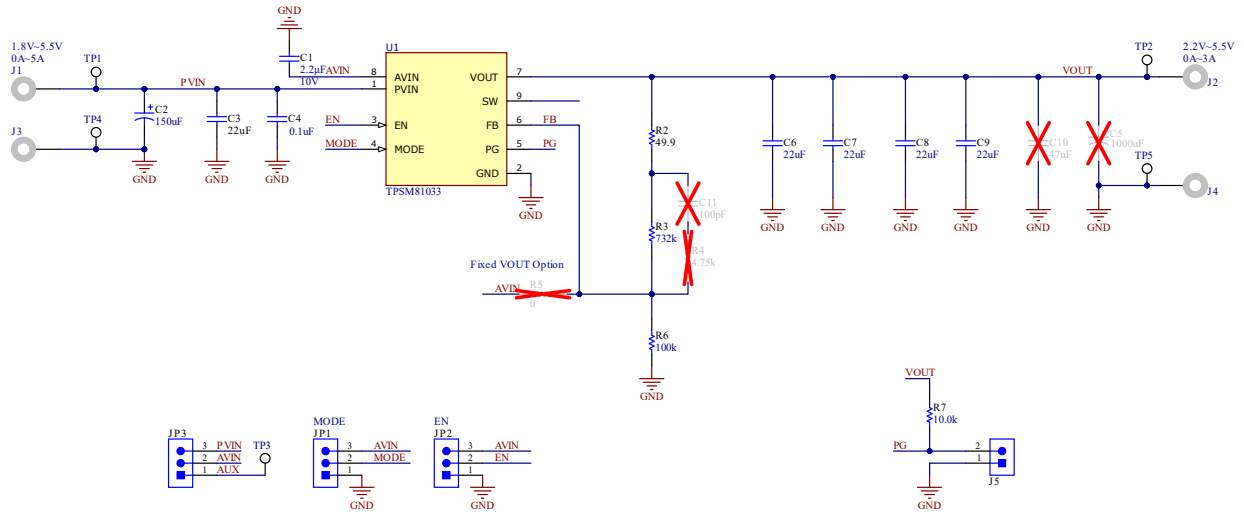 GND
1.8V~5.5V
0A~5A
J1
TP1
PVIN
C1
2.2µF
10V
AVIN
U1
8
AVIN
1
PVIN
3
EN
4
MODE
EN
MODE
VOUT
7
SW
9
FB
6
FB
PG
5
PG
GND
2
GND
TPSM81033
C2
150uF
+
C3
22uF
C4
0.1uF
GND
GND
GND
J3
TP4
R2
49.9
C11
100pF
R3
732k
R4
4.75k
Fixed VOUT Option
AVIN
R5
0
R6
100k
GND
C6
22uF
C7
22uF
C8
22uF
C9
22uF
C10
47uF
C5
1000uF
GND
GND
GND
GND
GND
GND
VOUT
TP2
2.2V~5.5V
0A~3A
J2
TP5
J4
JP3
3
PVIN
2
AVIN
1
AUX
TP3
MODE
JP1
3
AVIN
2
MODE
1
GND
EN
JP2
3
AVIN
2
EN
1
GND
VOUT
R7
10.0k
PG
2
1
J5
GND